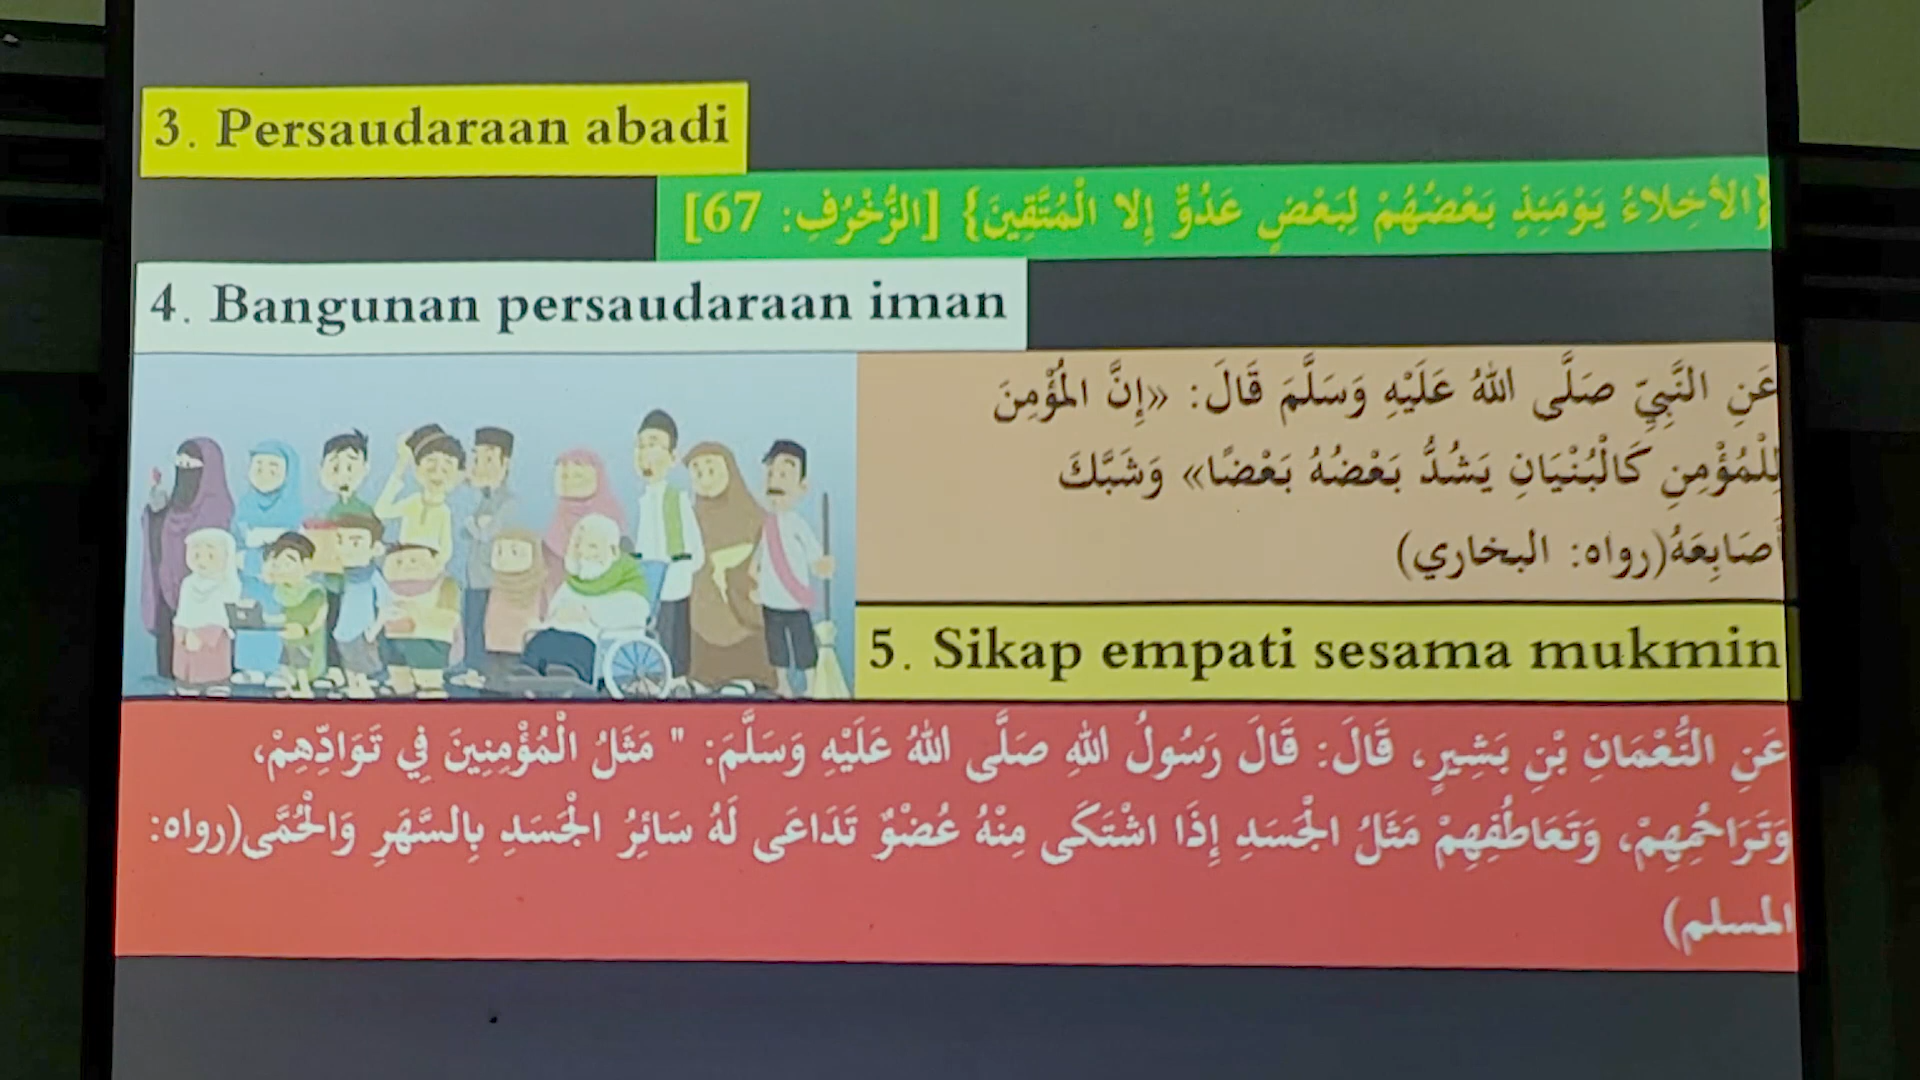 3. Persaudaraan abadi
{الأَخِلاءُ يَوْمَئِذٍ بَعْضُهُمْ لِبَعْضٍ عَدُوٌّ إِلا الْمُتَّقِينَ} [الزُّخْرُفِ: 67]
4. Bangunan persaudaraan iman
عَنِ النَّبِيِّ صَلَّى اللهُ عَلَيْهِ وَسَلَّمَ قَالَ: «إِنَّ الْمُؤْمِنَ
لِلْمُؤْمِنِ كَالْبُنْيَانِ يَشُدُّ بَعْضُهُ بَعْضًا» وَشَبَّكَ
أَصَابِعَهُ(رواه: البخاري)
5. Sikap empati sesama mukmin
عَنِ النُّعْمَانِ بْنِ بَشِيرٍ، قَالَ: قَالَ رَسُولُ اللهِ صَلَّى اللهُ عَلَيْهِ وَسَلَّمَ: " مَثَلُ الْمُؤْمِنِينَ فِي تَوَادِّهِمْ،
وَتَرَاحُمِهِمْ، وَتَعَاطُفِهِمْ مَثَلُ الْجَسَدِ إِذَا اشْتَكَى مِنْهُ عُضْوٌ تَدَاعَى لَهُ سَائِرُ الْجَسَدِ بِالسَّهَرِ وَالْحُمَّى(رواه:
المسلم)